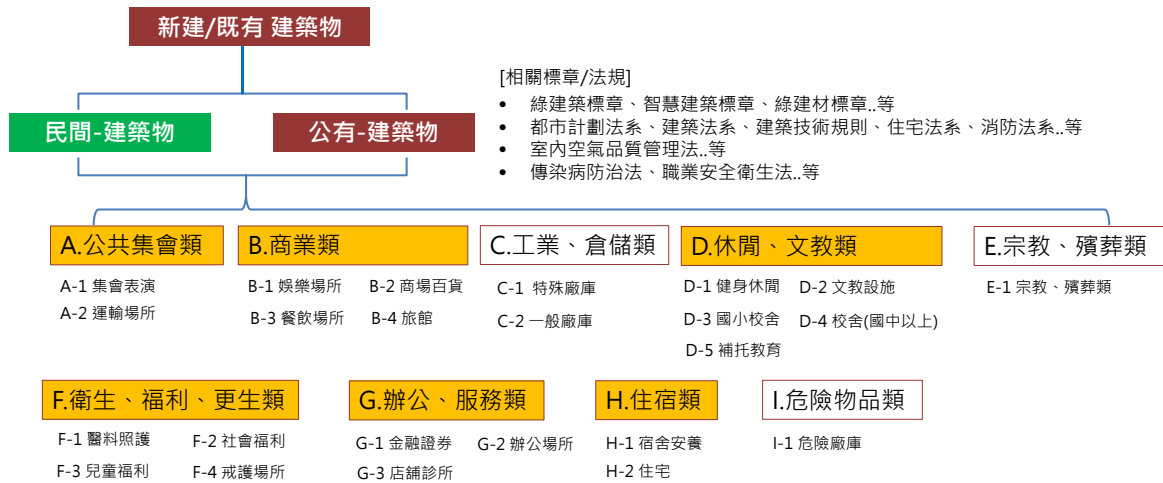 新建/既有 建築物
民間-建築物
公有-建築物
[相關標章/法規]
• 綠建築標章、智慧建築標章、綠建材標章..等
• 都市計劃法系、建築法系、建築技術規則、住宅法系、消防法系..等
• 室內空氣品質管理法..等
• 傳染病防治法、職業安全衛生法..等
A.公共集會類
A-1 集會表演
A-2 運輸場所
B.商業類
B-1 娛樂場所 B-2 商場百貨
B-3 餐飲場所 B-4 旅館
C.工業、倉儲類
C-1 特殊廠庫
C-2 一般廠庫
D.休閒、文教類
D-1 健身休閒 D-2 文教設施
D-3 國小校舍 D-4 校舍(國中以上)
D-5 補托教育
E.宗教、殯葬類
E-1 宗教、殯葬類
F.衛生、福利、更生類
F-1 醫料照護 F-2 社會福利
F-3 兒童福利 F-4 戒護場所
G.辦公、服務類
G-1 金融證券 G-2 辦公場所
G-3 店舖診所
H.住宿類
H-1 宿舍安養
H-2 住宅
I.危險物品類
I-1 危險廠庫